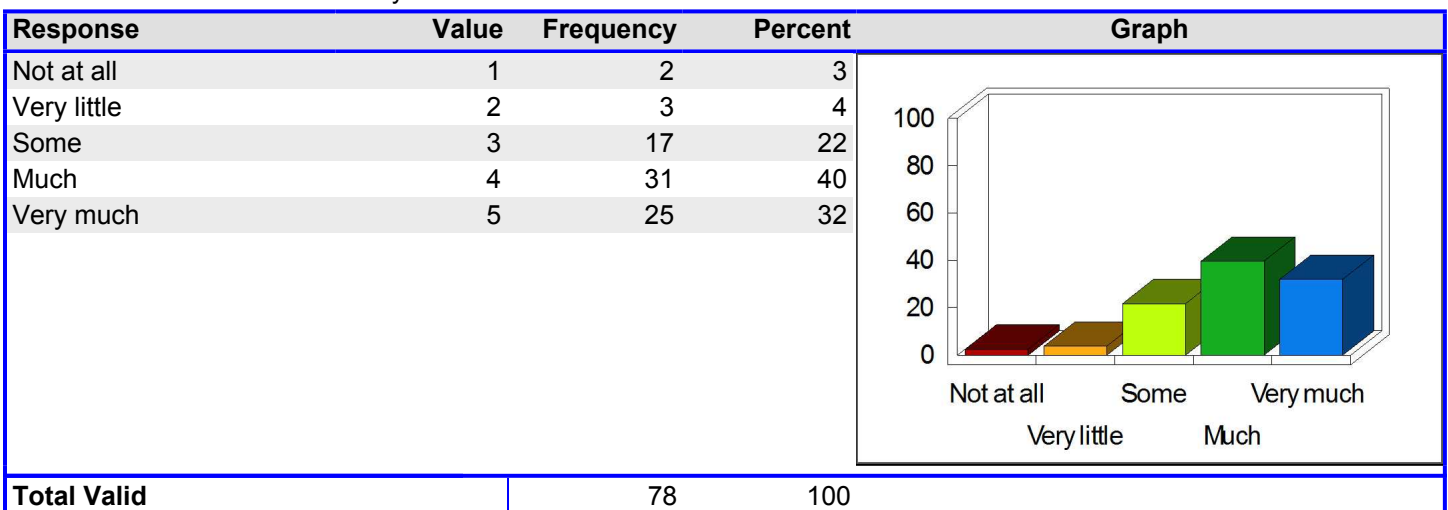 Response Value Frequency Percent Graph
Not at all 1 2 3
Very little 2 3 4
Some 3 17 22
Much 4 31 40
Very much 5 25 32
100
80
60
40
20
0
Not at all Some Very much
Very little Much
Total Valid 78 100